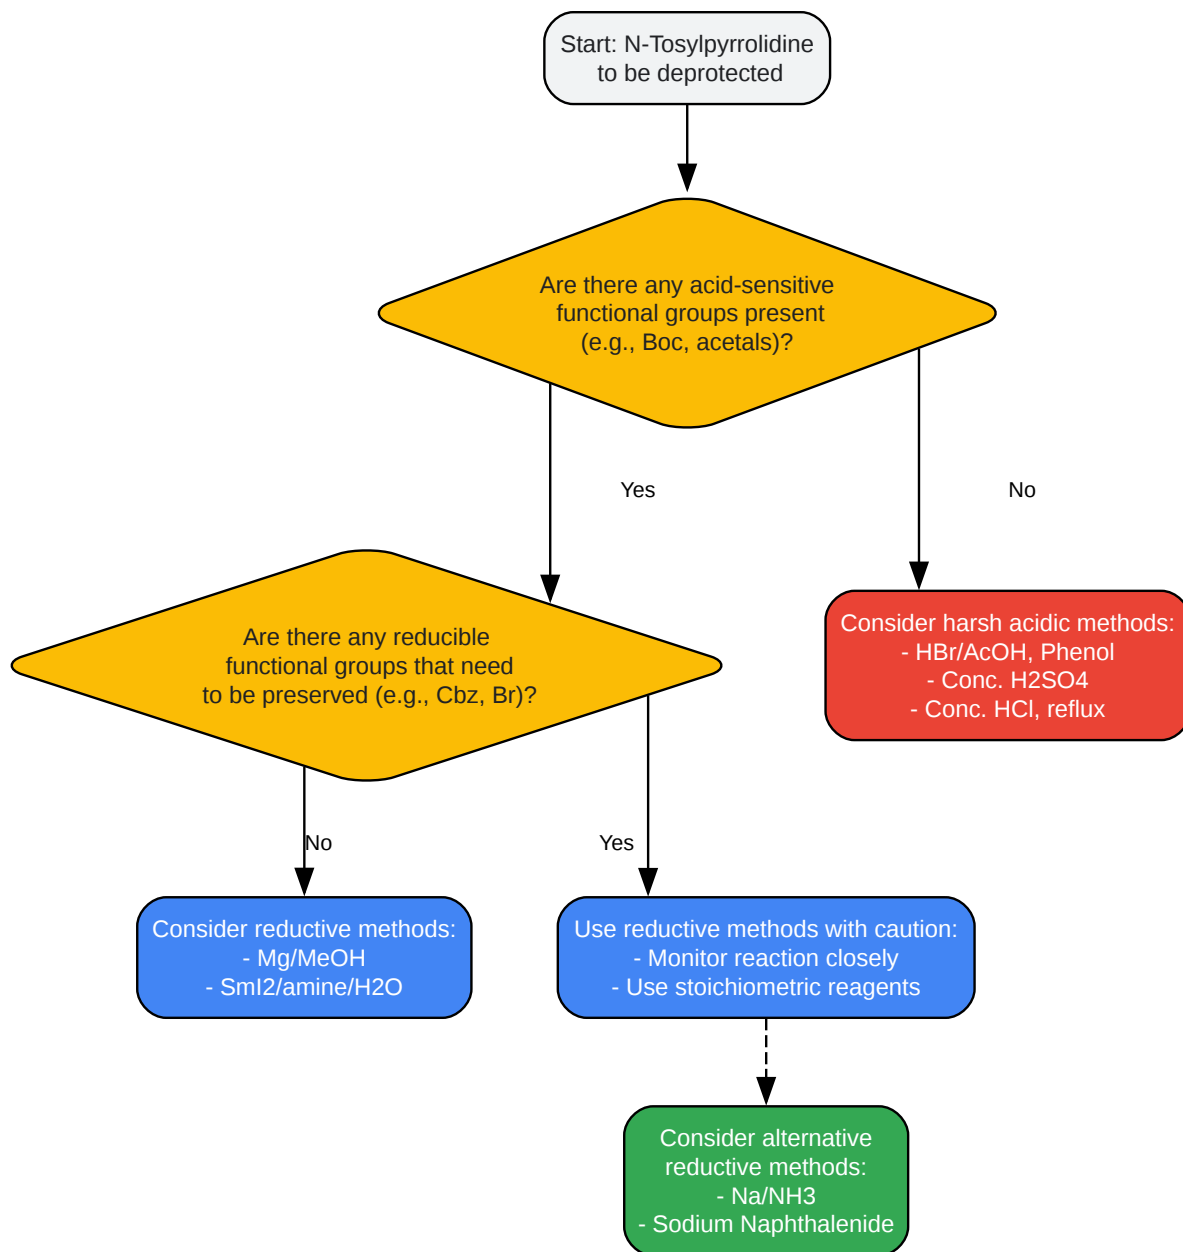 Start: N-Tosylpyrrolidine
to be deprotected
Are there any acid-sensitive
functional groups present
(e.g., Boc, acetals)?
Yes
No
Are there any reducible
functional groups that need
to be preserved (e.g., Cbz, Br)?
Consider harsh acidic methods:
- HBr/AcOH, Phenol
- Conc. H2SO4
- Conc. HCl, reflux
No
Yes
Consider reductive methods:
- Mg/MeOH
- SmI2/amine/H2O
Use reductive methods with caution:
- Monitor reaction closely
- Use stoichiometric reagents
Consider alternative
reductive methods:
- Na/NH3
- Sodium Naphthalenide